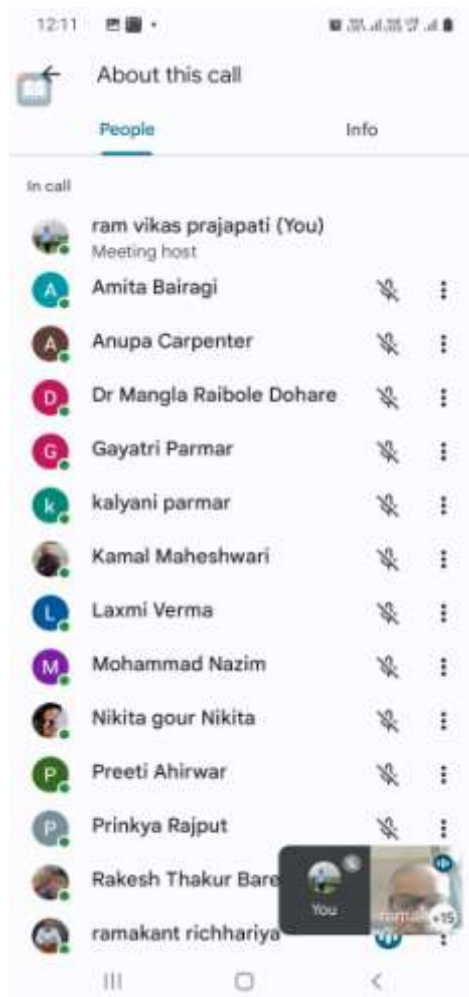 12:11
About this call
People Info
In call
ram vikas prajapati (You)
Meeting host
A Amita Bairagi
A Anupa Carpenter
D Dr Mangla Raibole Dohare
G Gayatri Parmar
k kalyani parmar
Kamal Maheshwari
L Laxmi Verma
M Mohammad Nazim
Nikita gour Nikita
P Preeti Ahirwar
P Prinkya Rajput
Rakesh Thakur Bare
You +15
ramakant richhariya